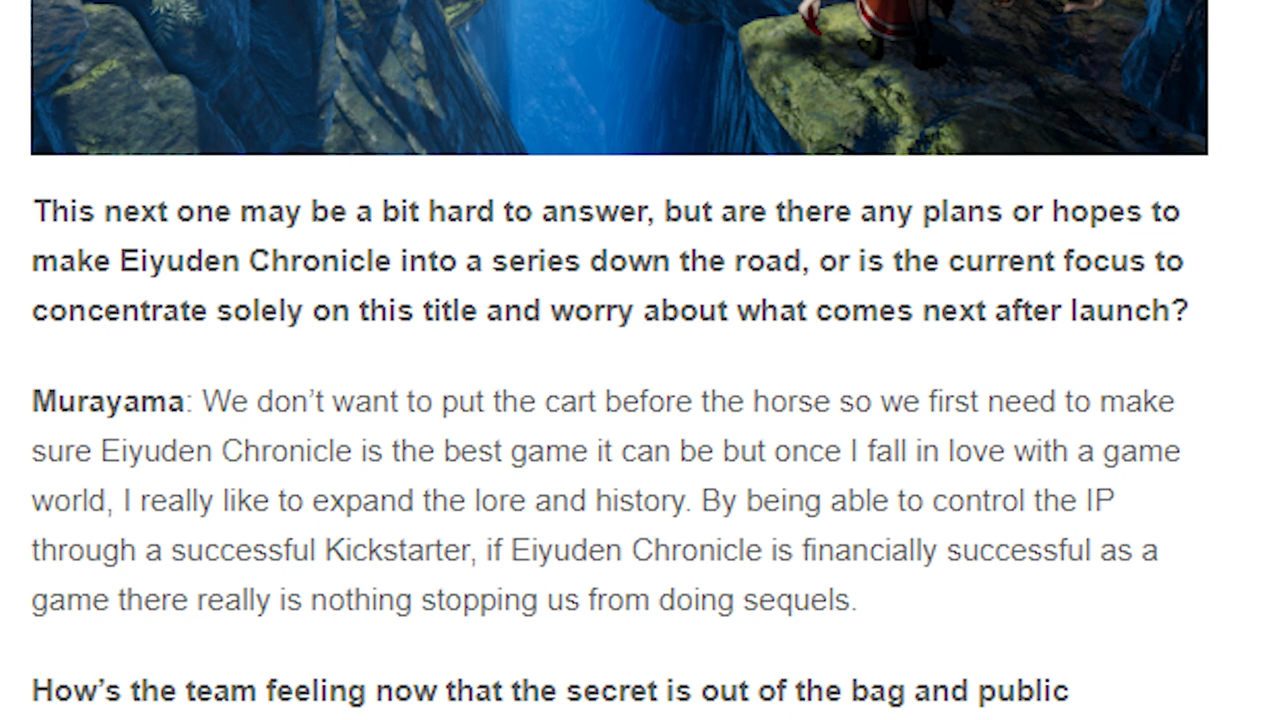 This next one may be a bit hard to answer, but are there any plans or hopes to
make Eiyuden Chronicle into a series down the road, or is the current focus to
concentrate solely on this title and worry about what comes next after launch?
Murayama: We don’t want to put the cart before the horse so we first need to make
sure Eiyuden Chronicle is the best game it can be but once I fall in love with a game
world, I really like to expand the lore and history. By being able to control the IP
through a successful Kickstarter, if Eiyuden Chronicle is financially successful as a
game there really is nothing stopping us from doing sequels.
How’s the team feeling now that the secret is out of the bag and public